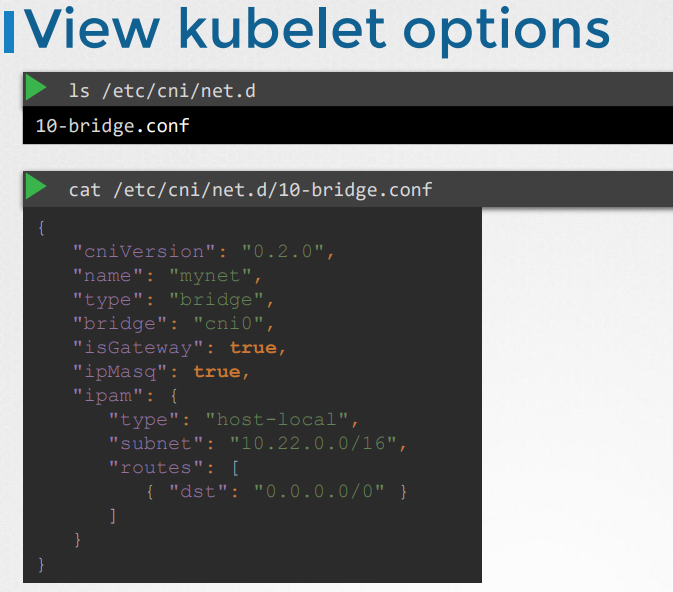 View kubelet options
ls /etc/cni/net.d
10-bridge.conf
cat /etc/cni/net.d/10-bridge.conf
{
   "cniVersion": "0.2.0",
   "name": "mynet",
   "type": "bridge",
   "bridge": "cni0",
   "isGateway": true,
   "ipMasq": true,
   "ipam": {
      "type": "host-local",
      "subnet": "10.22.0.0/16",
      "routes": [
         { "dst": "0.0.0.0/0" }
      ]
   }
}